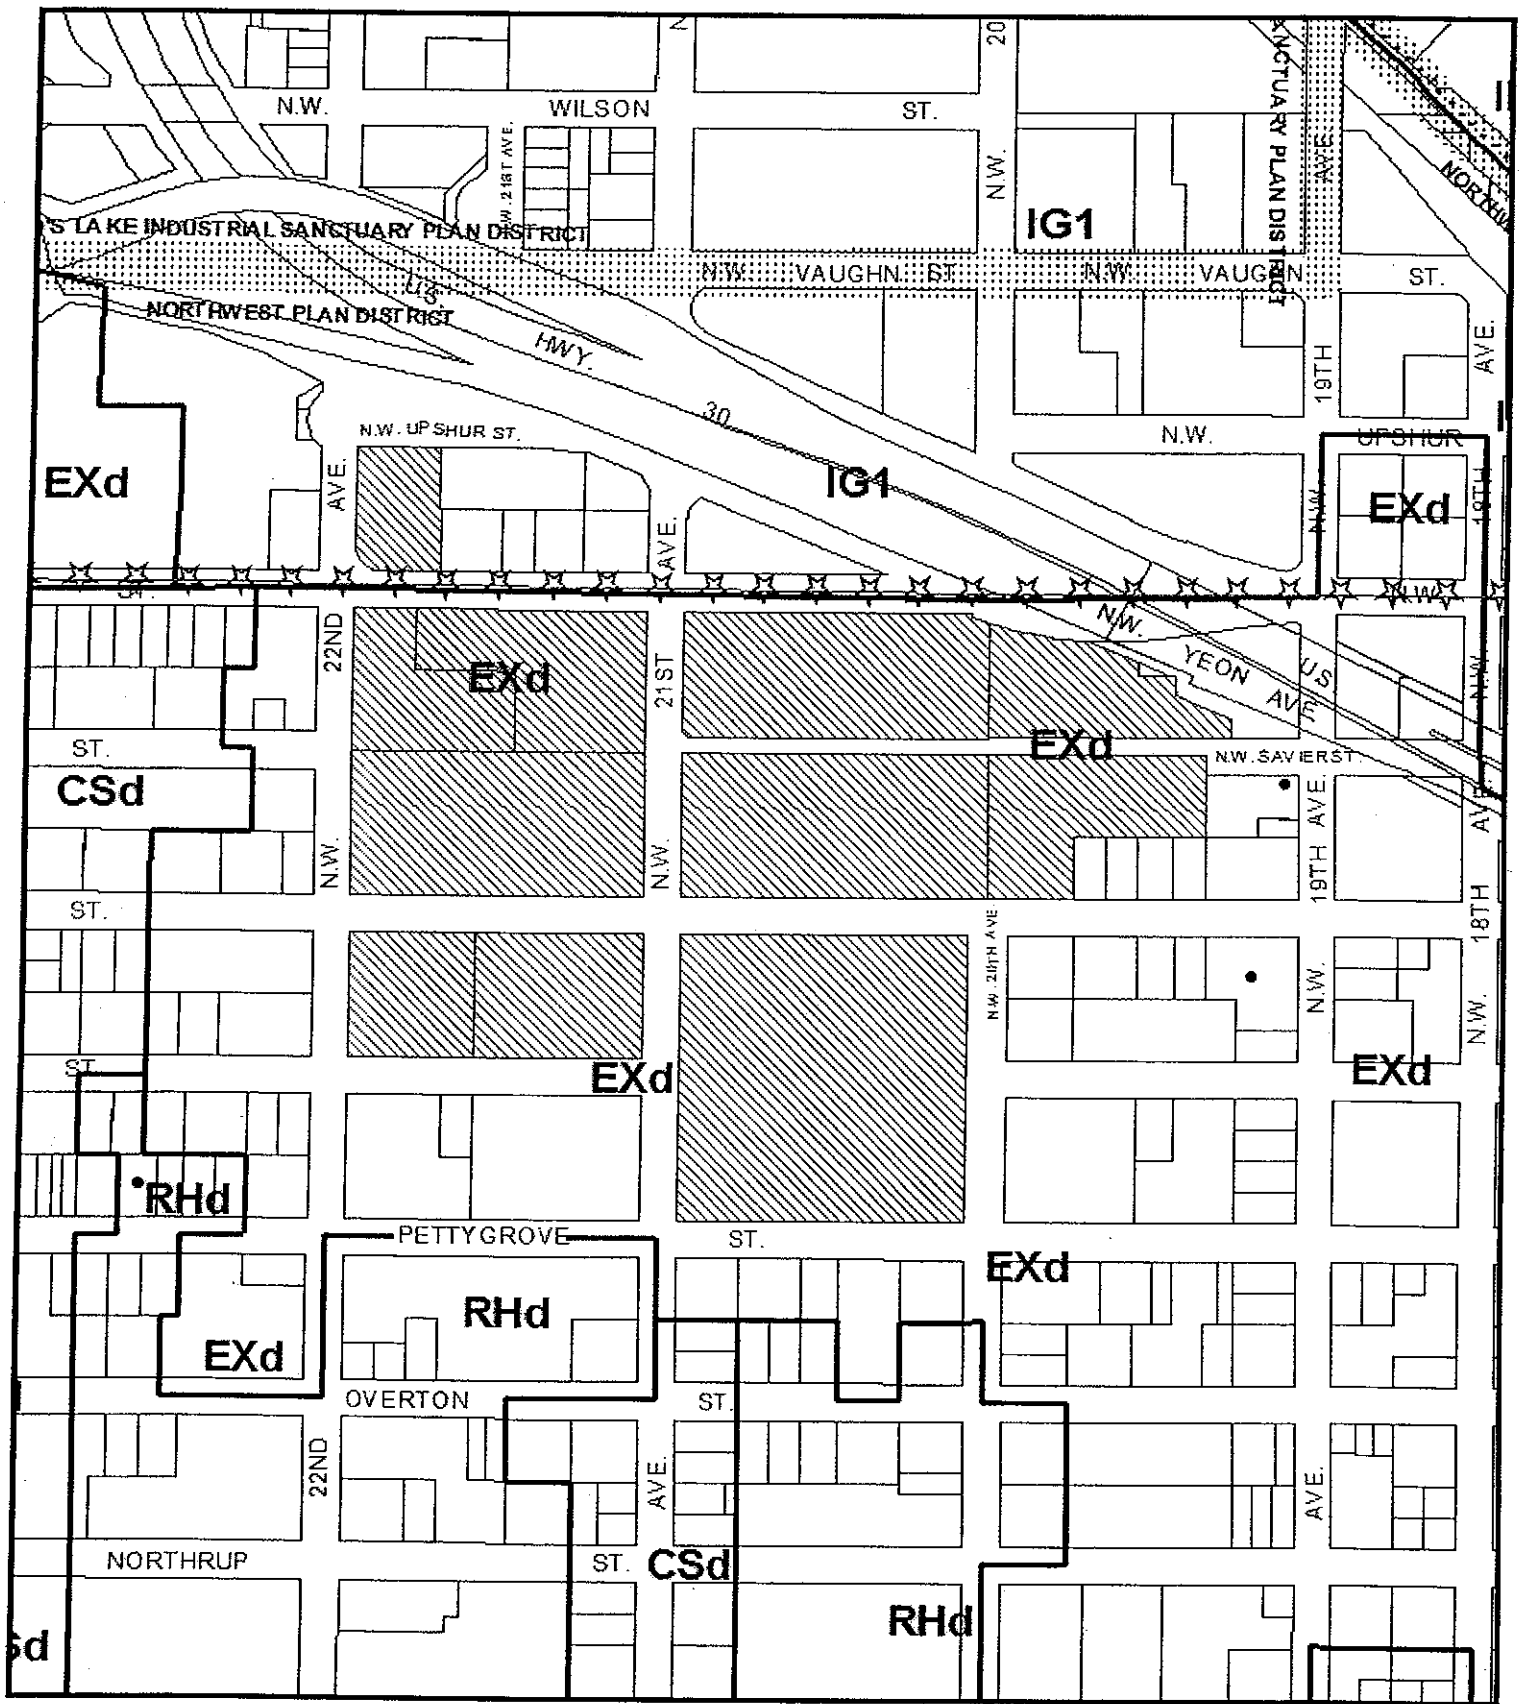 20
N.W. WILSON ST.
N.W. 21ST AVE.
N.W.
AVE.
NORTHW
IG1
'S LAKE INDUSTRIAL SANCTUARY PLAN DISTRICT
NCTUARY PLAN DISTRICT
N.W. VAUGHN ST. N.W. VAUGHN ST.
U.S.
NORTHWEST PLAN DISTRICT
HWY.
30
19TH
AVE.
N.W. UPSHUR ST.
N.W. UPSHUR
EXd
AVE.
IG1
N.W.
EXd
18TH
AVE.
ST.
N.W.
22ND
EXd
21ST
N.W.
YEON AVE.
U.S.
N.W.
ST.
EXd
N.W. SAVIER ST.
CSd
N.W.
N.W.
19TH AVE.
AVE.
ST.
N.W. 20TH AVE.
18TH
N.W.
N.W.
ST.
EXd
EXd
RHd
PETTYGROVE ST.
EXd
RHd
EXd
OVERTON ST.
22ND
AVE.
AVE.
NORTHRUP ST.
CSd
RHd
Sd